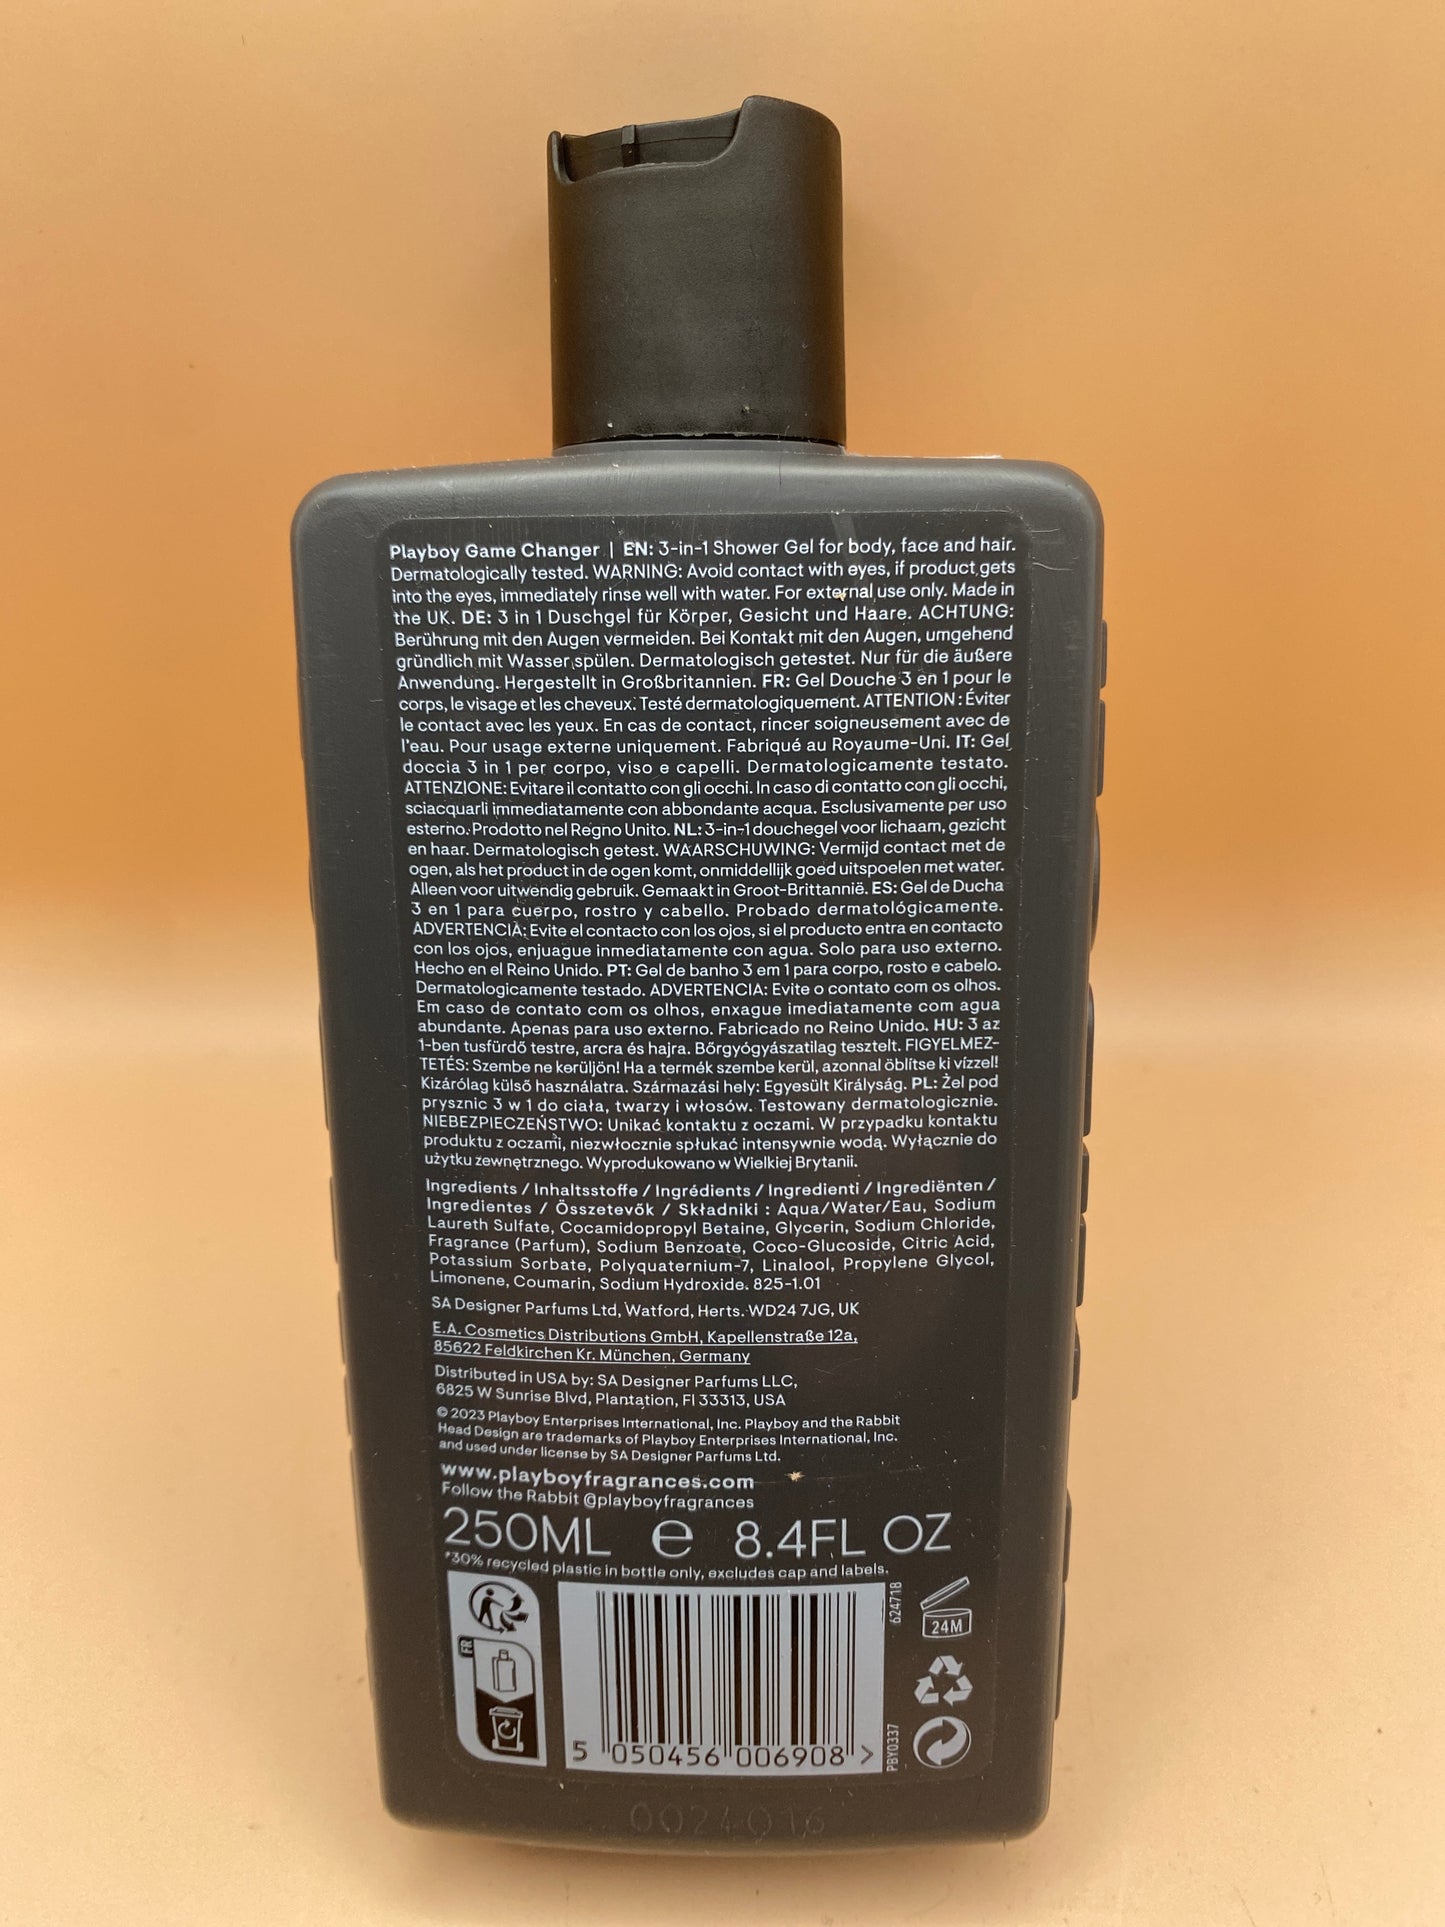 Playboy Game Changer | EN: 3-in-1 Shower Gel for body, face and hair.
Dermatologically tested. WARNING: Avoid contact with eyes, if product gets
into the eyes, immediately rinse well with water. For external use only. Made in
the UK. DE: 3 in 1 Duschgel für Körper, Gesicht und Haare. ACHTUNG:
Berührung mit den Augen vermeiden. Bei Kontakt mit den Augen, umgehend
gründlich mit Wasser spülen. Dermatologisch getestet. Nur für die äußere
Anwendung. Hergestellt in Großbritannien. FR: Gel Douche 3 en 1 pour le
corps, le visage et les cheveux. Testé dermatologiquement. ATTENTION : Éviter
le contact avec les yeux. En cas de contact, rincer soigneusement avec de
l'eau. Pour usage externe uniquement. Fabriqué au Royaume-Uni. IT: Gel
doccia 3 in 1 per corpo, viso e capelli. Dermatologicamente testato.
ATTENZIONE: Evitare il contatto con gli occhi. In caso di contatto con gli occhi,
sciacquarli immediatamente con abbondante acqua. Esclusivamente per uso
esterno. Prodotto nel Regno Unito. NL: 3-in-1 douchegel voor lichaam, gezicht
en haar. Dermatologisch getest. WAARSCHUWING: Vermijd contact met de
ogen, als het product in de ogen komt, onmiddellijk goed uitspoelen met water.
Alleen voor uitwendig gebruik. Gemaakt in Groot-Brittannië. ES: Gel de Ducha
3 en 1 para cuerpo, rostro y cabello. Probado dermatológicamente.
ADVERTENCIA: Evite el contacto con los ojos, si el producto entra en contacto
con los ojos, enjuague inmediatamente con agua. Solo para uso externo.
Hecho en el Reino Unido. PT: Gel de banho 3 em 1 para corpo, rosto e cabelo.
Dermatologicamente testado. ADVERTENCIA: Evite o contato com os olhos.
Em caso de contato com os olhos, enxague imediatamente com agua
abundante. Apenas para uso externo. Fabricado no Reino Unido. HU: 3 az
1-ben tusfürdő testre, arcra és hajra. Bőrgyógyászatilag tesztelt. FIGYELMEZ-
TETÉS: Szembe ne kerüljön! Ha a termék szembe kerül, azonnal öblítse ki vízzel!
Kizárólag külső használatra. Származási hely: Egyesült Királyság. PL: Żel pod
prysznic 3 w 1 do ciała, twarzy i włosów. Testowany dermatologicznie.
NIEBEZPIECZEŃSTWO: Unikać kontaktu z oczami. W przypadku kontaktu
produktu z oczami, niezwłocznie spłukać intensywnie wodą. Wyłącznie do
użytku zewnętrznego. Wyprodukowano w Wielkiej Brytanii.
Ingredients / Inhaltsstoffe / Ingrédients / Ingredienti / Ingrediënten /
Ingredientes / Összetevők / Składniki : Aqua/Water/Eau, Sodium
Laureth Sulfate, Cocamidopropyl Betaine, Glycerin, Sodium Chloride,
Fragrance (Parfum), Sodium Benzoate, Coco-Glucoside, Citric Acid,
Potassium Sorbate, Polyquaternium-7, Linalool, Propylene Glycol,
Limonene, Coumarin, Sodium Hydroxide. 825-1.01
SA Designer Parfums Ltd, Watford, Herts. WD24 7JG, UK
E.A. Cosmetics Distributions GmbH, Kapellenstraße 12a,
85622 Feldkirchen Kr. München, Germany
Distributed in USA by: SA Designer Parfums LLC,
6825 W Sunrise Blvd, Plantation, Fl 33313, USA
© 2023 Playboy Enterprises International, Inc. Playboy and the Rabbit
Head Design are trademarks of Playboy Enterprises International, Inc.
and used under license by SA Designer Parfums Ltd.
www.playboyfragrances.com
Follow the Rabbit @playboyfragrances
250ML e 8.4FL OZ
*30% recycled plastic in bottle only, excludes cap and labels.
FR
624718
24M
PBY0337
5 050456 006908 >
0024016